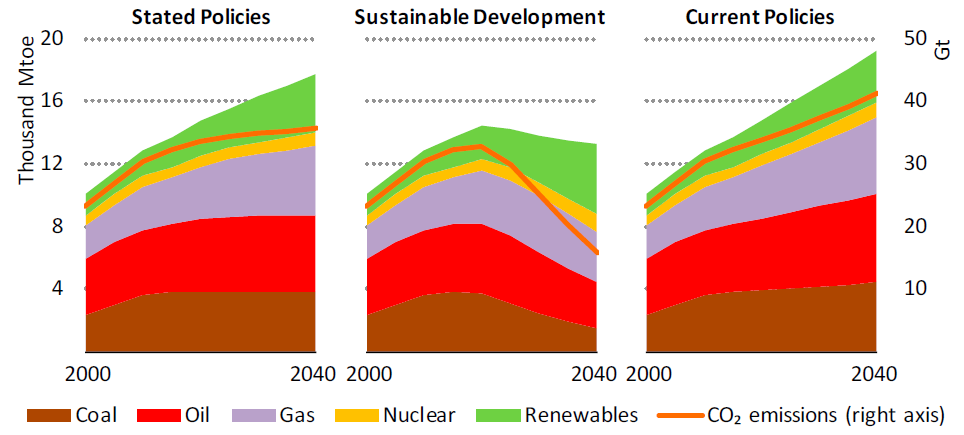 Stated Policies
Sustainable Development
Current Policies
Thousand Mtoe
20
16
12
8
4
50
40
30
20
10
Gt
2000 2040
2000 2040
2000 2040
Coal Oil Gas Nuclear Renewables CO₂ emissions (right axis)